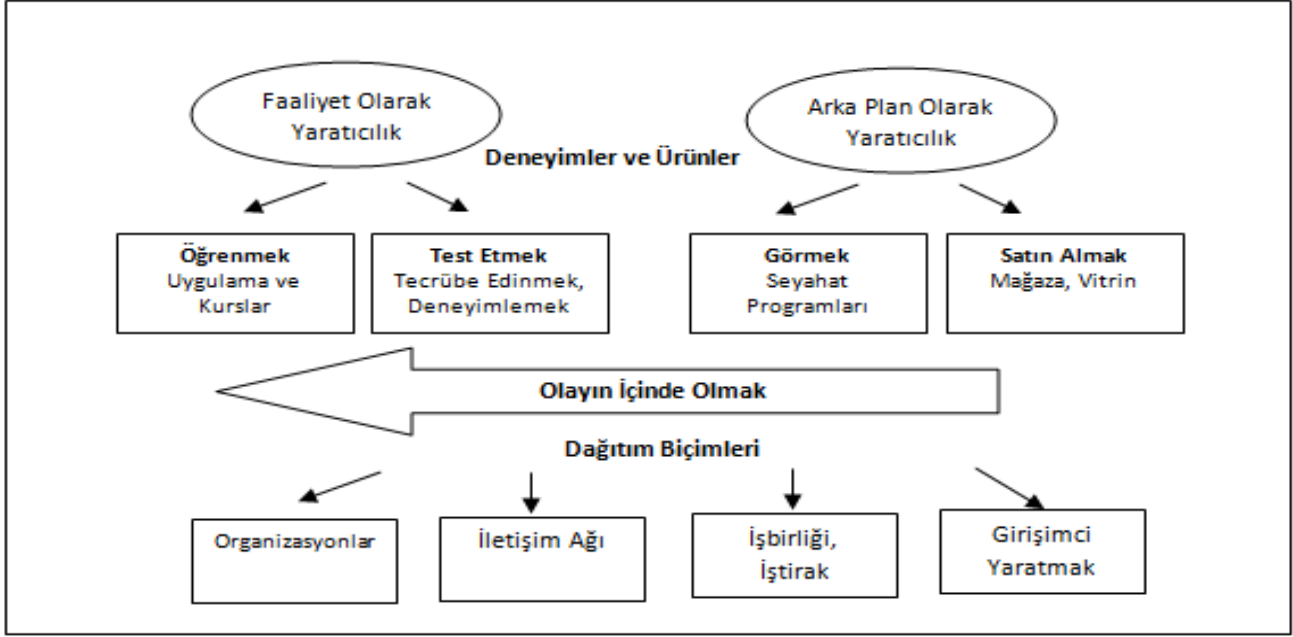 Faaliyet Olarak
Yaratıcılık
Arka Plan Olarak
Yaratıcılık
Deneyimler ve Ürünler
Öğrenmek
Uygulama ve
Kurslar
Test Etmek
Tecrübe Edinmek,
Deneyimlemek
Görmek
Seyahat
Programları
Satın Almak
Mağaza, Vitrin
Olayın İçinde Olmak
Dağıtım Biçimleri
Organizasyonlar
İletişim Ağı
İşbirliği,
İştirak
Girişimci
Yaratmak